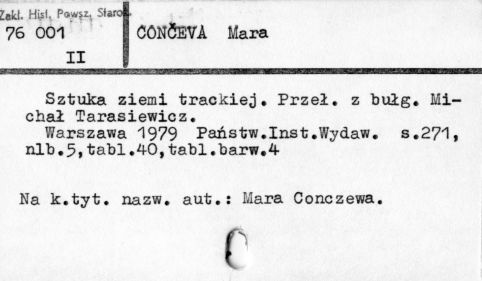 Zakl. Hist. Powsz. Staroż.
76 001
II
CONČEVA Mara
Sztuka ziemi trackiej. Przeł. z bułg. Mi-
chał Tarasiewicz.
Warszawa 1979 Państw.Inst.Wydaw. s.271,
nlb.5,tabl.40,tabl.barw.4
Na k.tyt. nazw. aut.: Mara Conczewa.